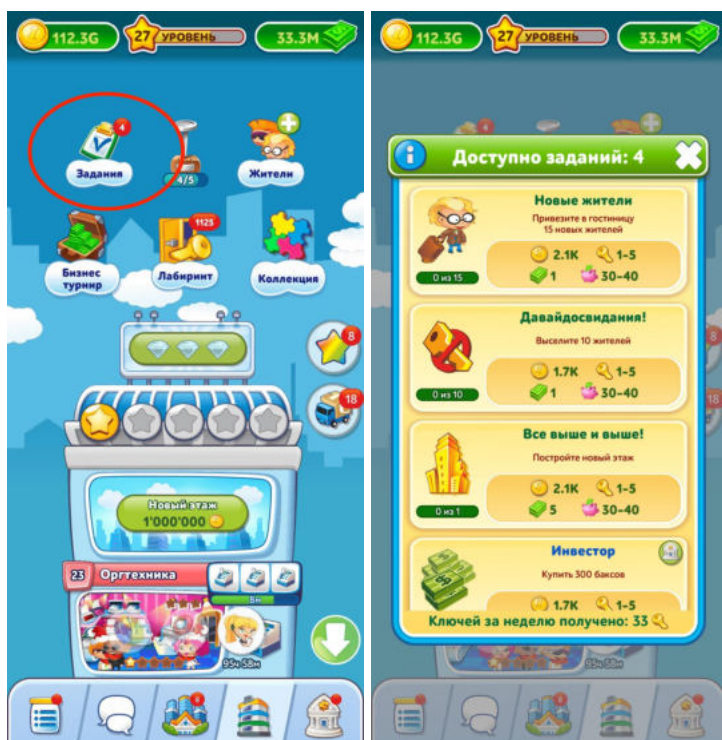 112.3G
27 УРОВЕНЬ
33.3M
4
Задания
4/5
Жители
1125
Бизнес
турнир
Лабиринт
Коллекция
8
18
Новый этаж
1'000'000
23 Оргтехника
8м
95ч 58м
112.3G
27 УРОВЕНЬ
33.3M
Доступно заданий: 4
Новые жители
Привезите в гостиницу
15 новых жителей
2.1K 1-5
0 из 15
1 30-40
Давайдосвидания!
Выселите 10 жителей
1.7K 1-5
0 из 10
1 30-40
Все выше и выше!
Постройте новый этаж
2.1K 1-5
0 из 1
5 30-40
Инвестор
Купить 300 баксов
1.7K 1-5
Ключей за неделю получено: 33
95ч 58м